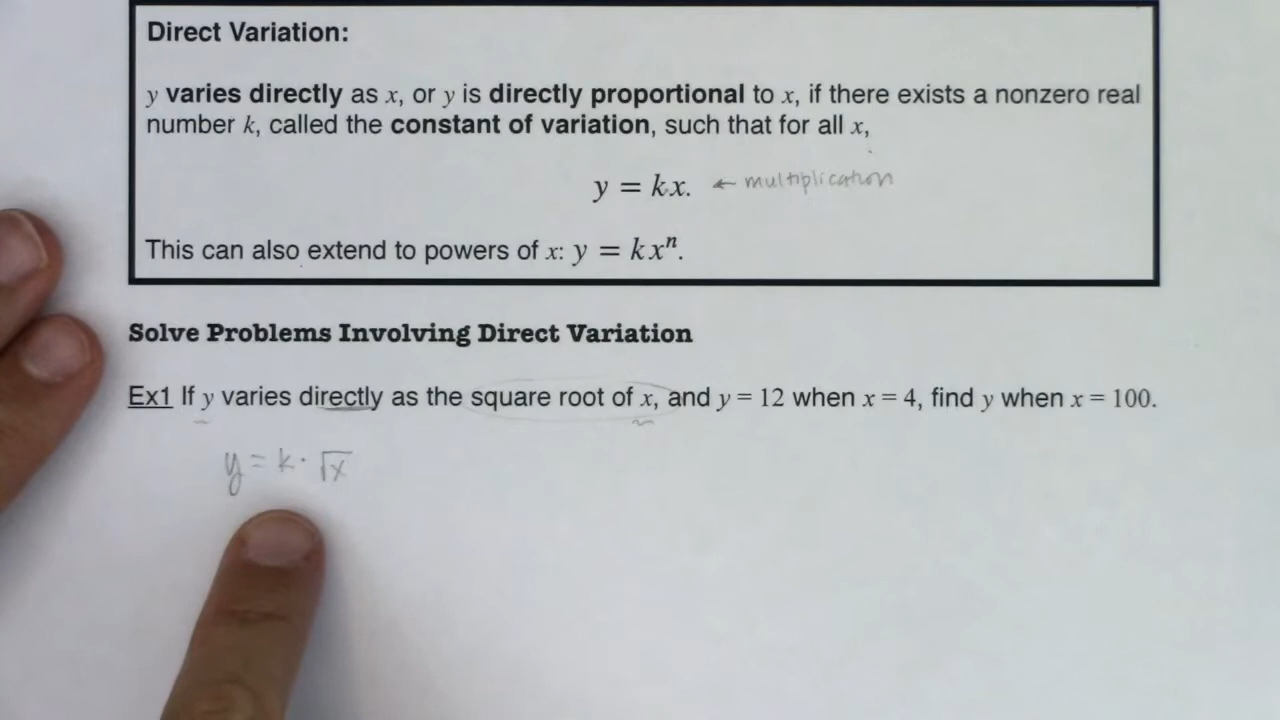 Direct Variation:
y varies directly as x, or y is directly proportional to x, if there exists a nonzero real
number k, called the constant of variation, such that for all x,
y = kx. ← multiplication
This can also extend to powers of x: y = kxⁿ.
Solve Problems Involving Direct Variation
Ex1 If y varies directly as the square root of x, and y = 12 when x = 4, find y when x = 100.
y = k · √x